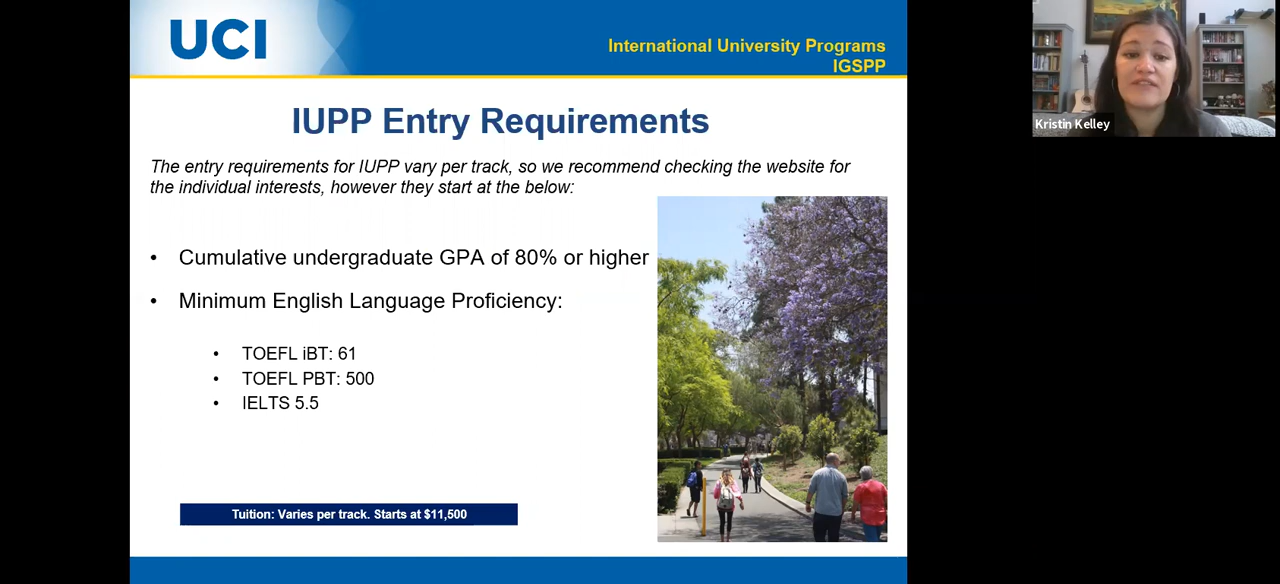 UCI
International University Programs
IGSPP
IUPP Entry Requirements
The entry requirements for IUPP vary per track, so we recommend checking the website for
the individual interests, however they start at the below:
• Cumulative undergraduate GPA of 80% or higher
• Minimum English Language Proficiency:
• TOEFL iBT: 61
• TOEFL PBT: 500
• IELTS 5.5
Tuition: Varies per track. Starts at $11,500
Kristin Kelley